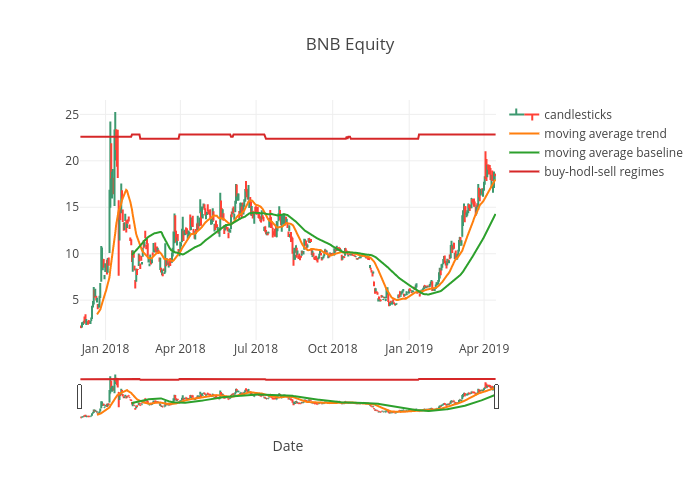 BNB Equity
25
20
15
10
5
candlesticks
moving average trend
moving average baseline
buy-hodl-sell regimes
Jan 2018 Apr 2018 Jul 2018 Oct 2018 Jan 2019 Apr 2019
Date